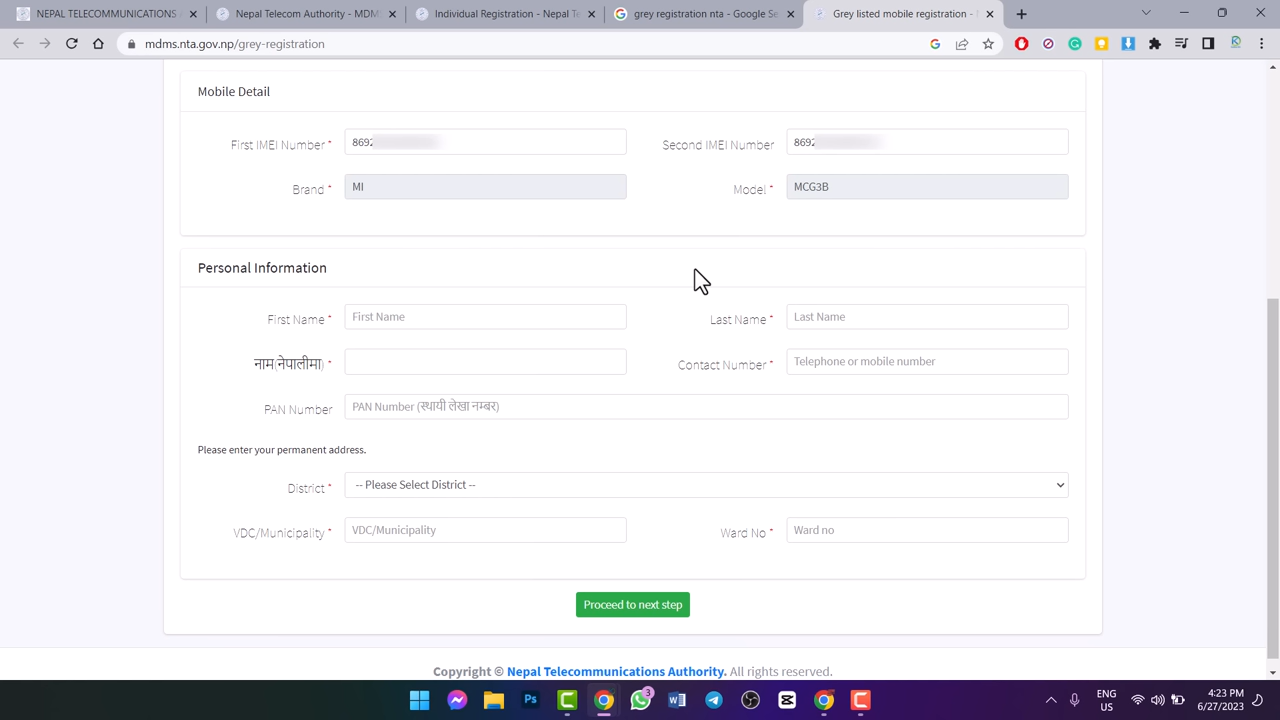 NEPAL TELECOMMUNICATIONS
Nepal Telecom Authority - MDMS
Individual Registration - Nepal Te
grey registration nta - Google Se
Grey listed mobile registration -
mdms.nta.gov.np/grey-registration
Mobile Detail
First IMEI Number * 8692
Second IMEI Number 8692
Brand * MI
Model * MCG3B
Personal Information
First Name * First Name
Last Name * Last Name
नाम(नेपालीमा) *
Contact Number * Telephone or mobile number
PAN Number PAN Number (स्थायी लेखा नम्बर)
Please enter your permanent address.
District * -- Please Select District --
VDC/Municipality * VDC/Municipality
Ward No * Ward no
Proceed to next step
Copyright © Nepal Telecommunications Authority. All rights reserved.
Ps
3
W
ENG
US
4:23 PM
6/27/2023